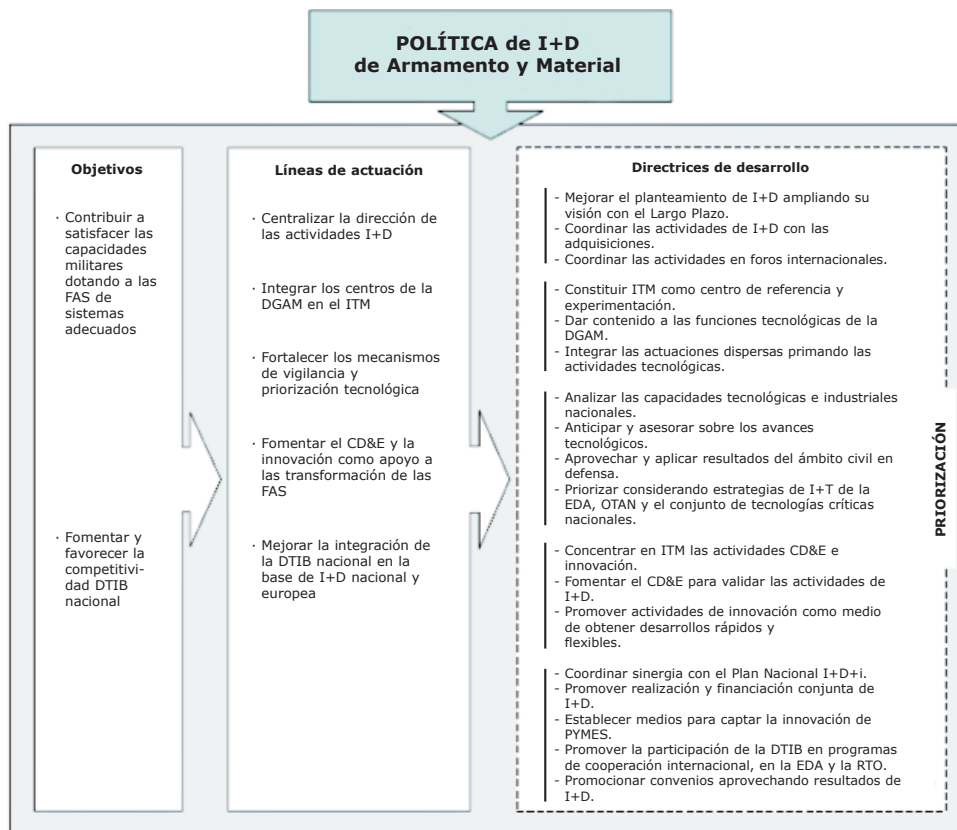 POLÍTICA de I+D
de Armamento y Material
Objetivos
· Contribuir a
satisfacer las
capacidades
militares
dotando a las
FAS de
sistemas
adecuados
· Fomentar y
favorecer la
competitivi-
dad DTIB
nacional
Líneas de actuación
· Centralizar la dirección de
las actividades I+D
· Integrar los centros de la
DGAM en el ITM
· Fortalecer los mecanismos
de vigilancia y
priorización tecnológica
· Fomentar el CD&E y la
innovación como apoyo a
las transformación de las
FAS
· Mejorar la integración de
la DTIB nacional en la
base de I+D nacional y
europea
Directrices de desarrollo
- Mejorar el planteamiento de I+D ampliando su
visión con el Largo Plazo.
- Coordinar las actividades de I+D con las
adquisiciones.
- Coordinar las actividades en foros internacionales.
- Constituir ITM como centro de referencia y
experimentación.
- Dar contenido a las funciones tecnológicas de la
DGAM.
- Integrar las actuaciones dispersas primando las
actividades tecnológicas.
- Analizar las capacidades tecnológicas e industriales
nacionales.
- Anticipar y asesorar sobre los avances
tecnológicos.
- Aprovechar y aplicar resultados del ámbito civil en
defensa.
- Priorizar considerando estrategias de I+T de la
EDA, OTAN y el conjunto de tecnologías críticas
nacionales.
- Concentrar en ITM las actividades CD&E e
innovación.
- Fomentar el CD&E para validar las actividades de
I+D.
- Promover actividades de innovación como medio
de obtener desarrollos rápidos y
flexibles.
- Coordinar sinergia con el Plan Nacional I+D+i.
- Promover realización y financiación conjunta de
I+D.
- Establecer medios para captar la innovación de
PYMES.
- Promover la participación de la DTIB en programas
de cooperación internacional, en la EDA y la RTO.
- Promocionar convenios aprovechando resultados de
I+D.
PRIORIZACIÓN